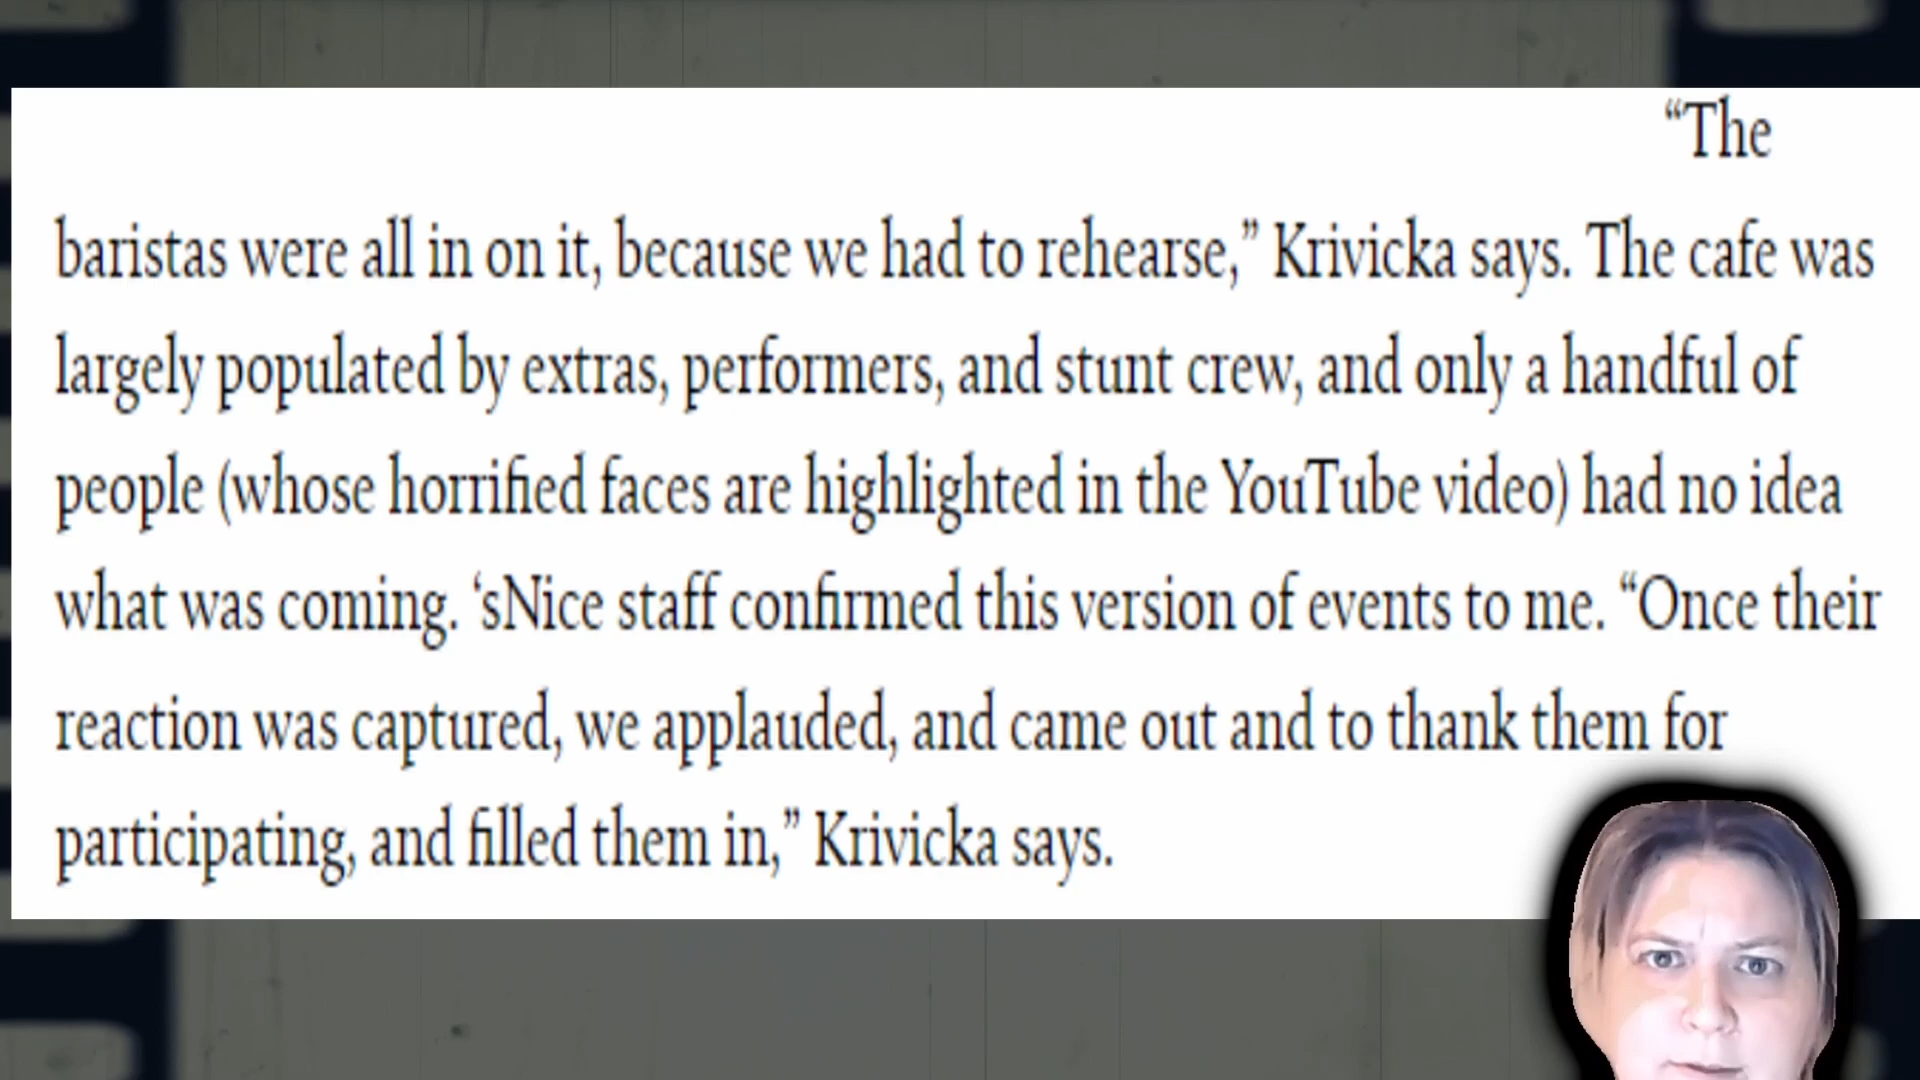 “The
baristas were all in on it, because we had to rehearse,” Krivicka says. The cafe was
largely populated by extras, performers, and stunt crew, and only a handful of
people (whose horrified faces are highlighted in the YouTube video) had no idea
what was coming. ‘sNice staff confirmed this version of events to me. “Once their
reaction was captured, we applauded, and came out and to thank them for
participating, and filled them in,” Krivicka says.